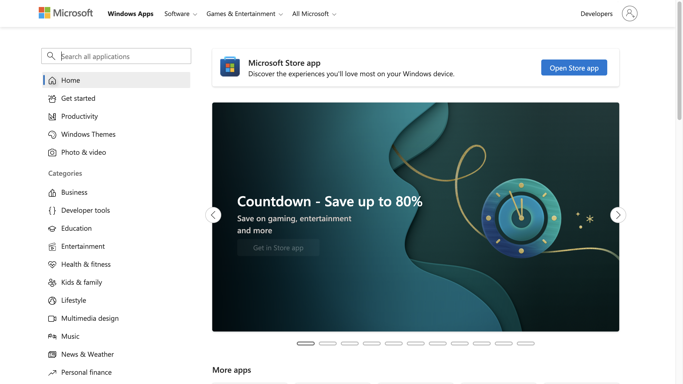 Microsoft
Windows Apps
Software
Games & Entertainment
All Microsoft
Developers
Search all applications
Home
Get started
Productivity
Windows Themes
Photo & video
Categories
Business
Developer tools
Education
Entertainment
Health & fitness
Kids & family
Lifestyle
Multimedia design
Music
News & Weather
Personal finance
Microsoft Store app
Discover the experiences you'll love most on your Windows device.
Open Store app
Countdown - Save up to 80%
Save on gaming, entertainment
and more
Get in Store app
More apps